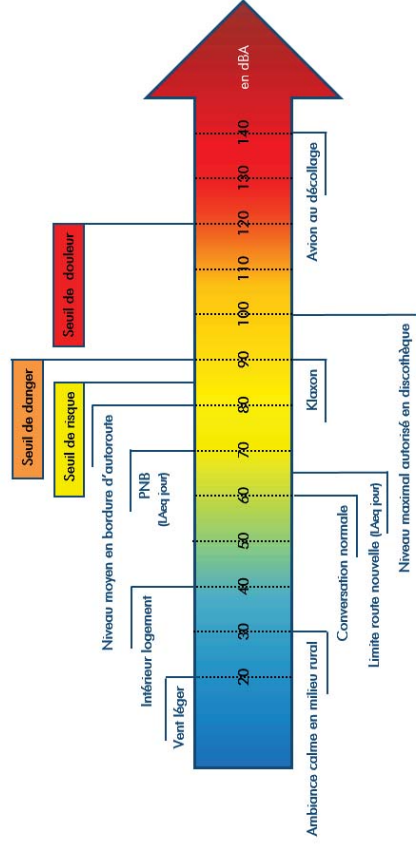 Seuil de douleur
Seuil de danger
Seuil de risque
Niveau moyen en bordure d'autoroute
PNB
(LAeq jour)
Intérieur logement
Vent léger
20
30
40
50
60
70
80
90
100
110
120
130
140
en dBA
Avion au décollage
Klaxon
Niveau maximal autorisé en discothèque
Limite route nouvelle (LAeq jour)
Conversation normale
Ambiance calme en milieu rural